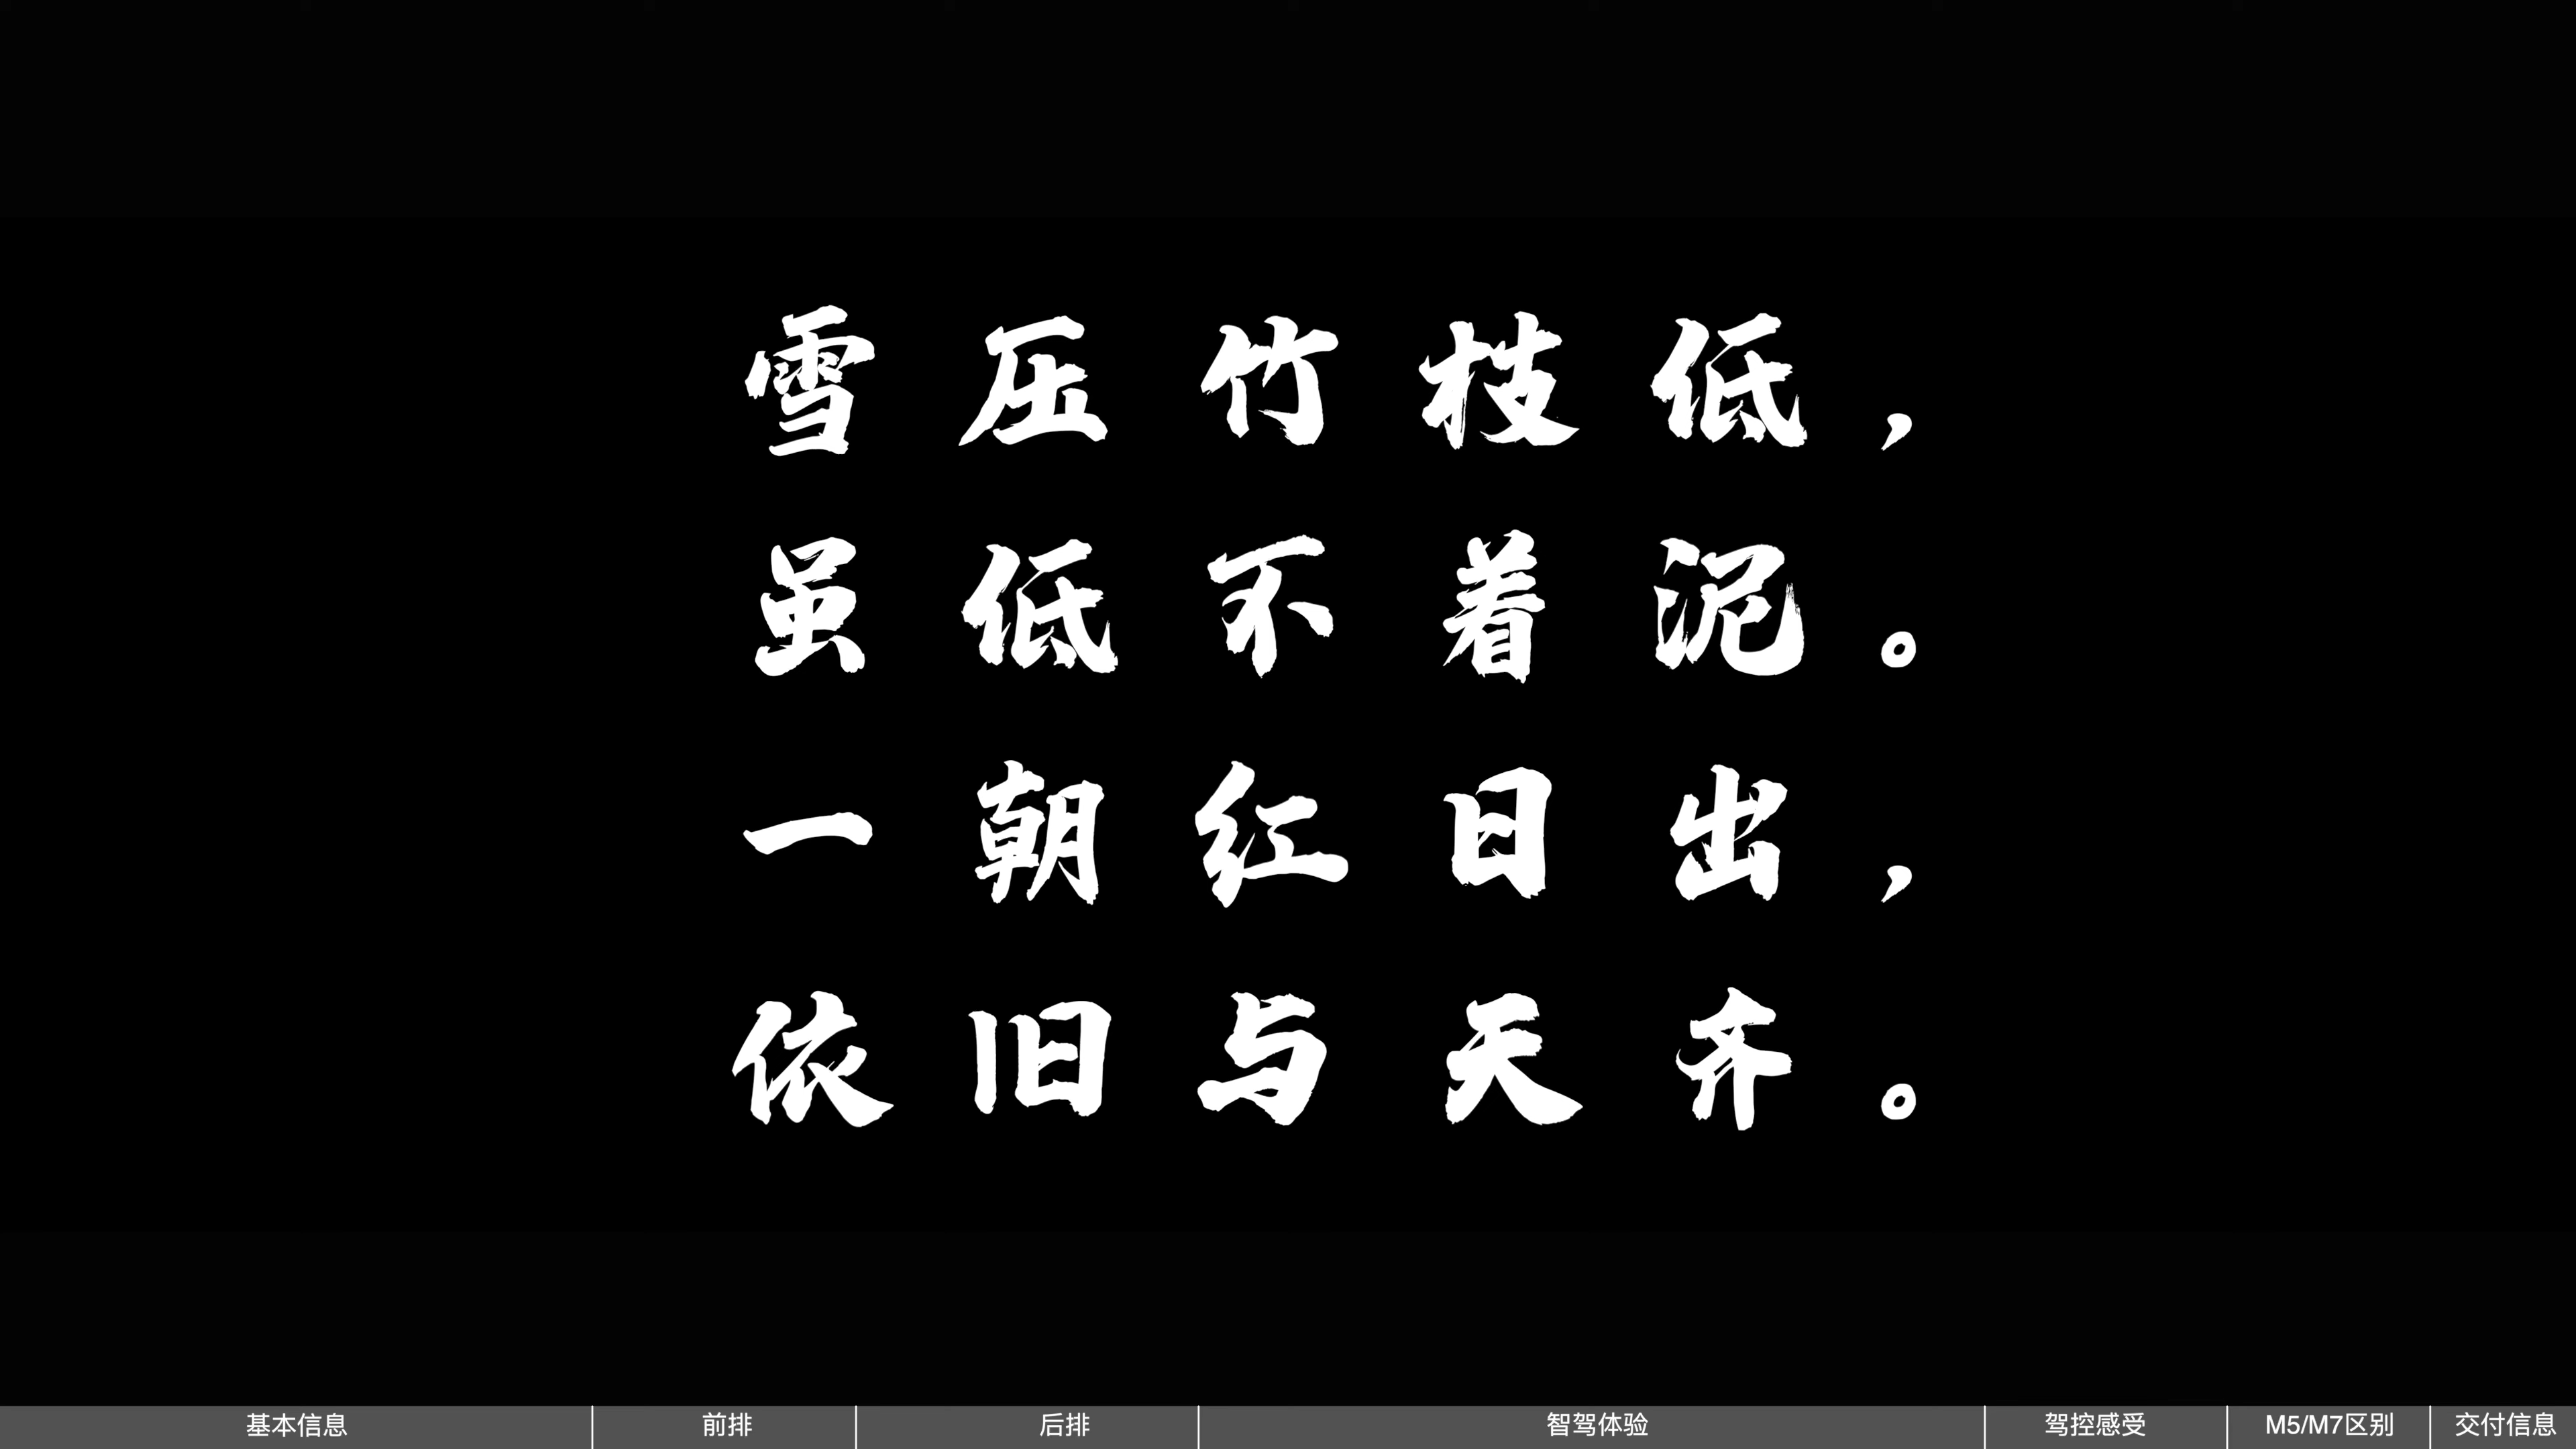 雪压竹枝低，
虽低不着泥。
一朝红日出，
依旧与天齐。
基本信息 前排 后排 智驾体验 驾控感受 M5/M7区别 交付信息